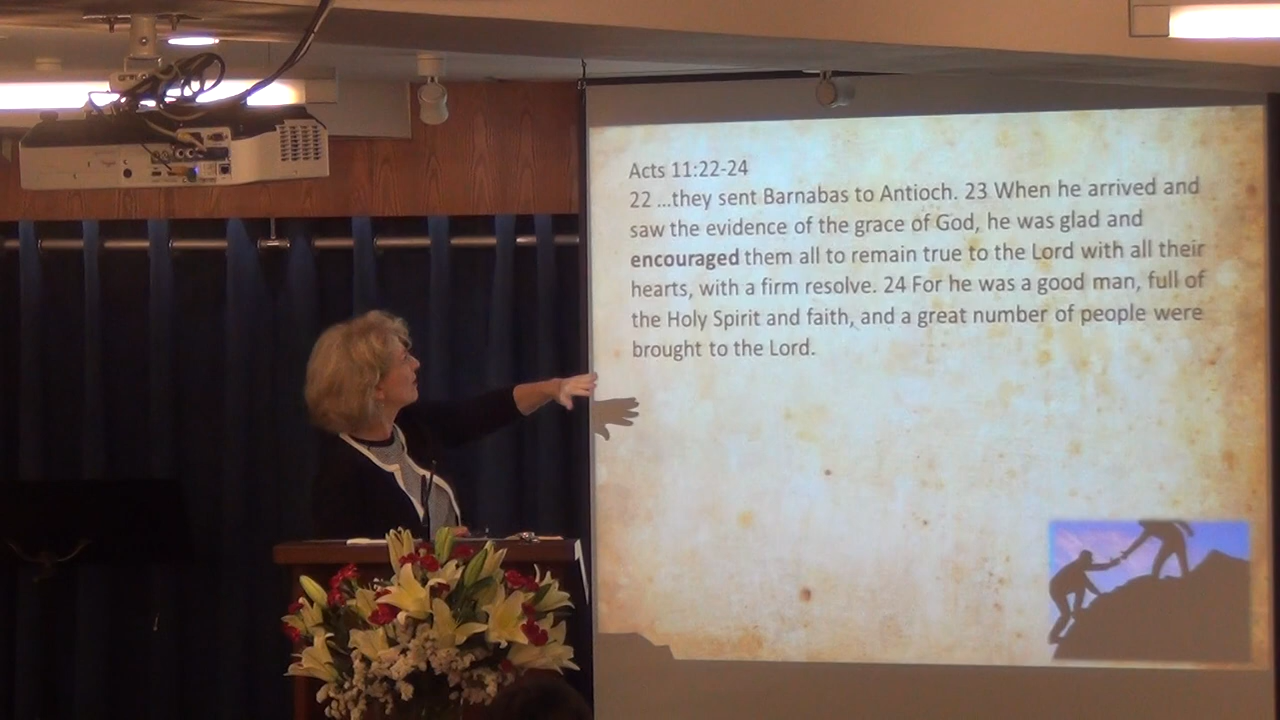 Acts 11:22-24
22 ...they sent Barnabas to Antioch. 23 When he arrived and
saw the evidence of the grace of God, he was glad and
encouraged them all to remain true to the Lord with all their
hearts, with a firm resolve. 24 For he was a good man, full of
the Holy Spirit and faith, and a great number of people were
brought to the Lord.